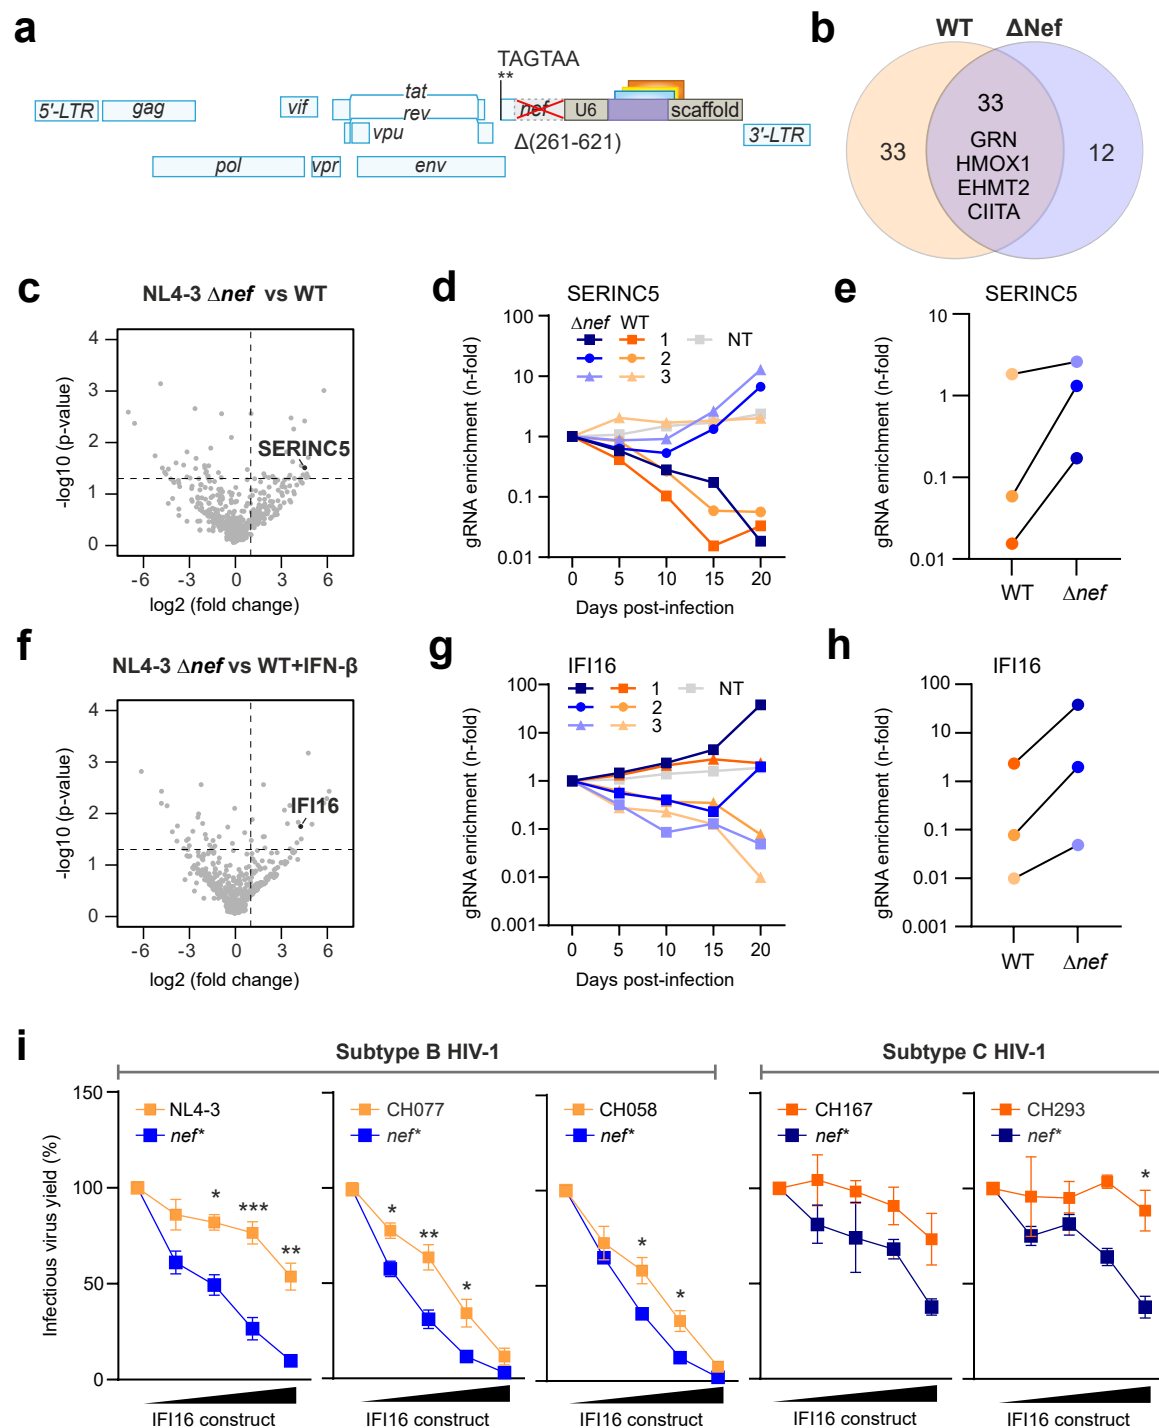 a
TAGTAA
**
5'-LTR
gag
vif
tat
rev
vpu
nef
U6
scaffold
Δ(261-621)
3'-LTR
pol
vpr
env
b
WT
ΔNef
33
33
12
GRN
HMOX1
EHMT2
CIITA
c
NL4-3 Δnef vs WT
4
3
2
1
0
-log10 (p-value)
SERINC5
-6
-3
0
3
6
log2 (fold change)
d
SERINC5
Δnef WT
1
NT
2
3
100
10
1
0.1
0.01
gRNA enrichment (n-fold)
0
5
10
15
20
Days post-infection
e
SERINC5
10
1
0.1
0.01
gRNA enrichment (n-fold)
WT
Δnef
f
NL4-3 Δnef vs WT+IFN-β
4
3
2
1
0
-log10 (p-value)
IFI16
-6
-3
0
3
6
log2 (fold change)
g
IFI16
1
NT
2
3
100
10
1
0.1
0.01
0.001
gRNA enrichment (n-fold)
0
5
10
15
20
Days post-infection
h
IFI16
100
10
1
0.1
0.01
0.001
gRNA enrichment (n-fold)
WT
Δnef
i
Subtype B HIV-1
Subtype C HIV-1
150
100
50
0
Infectious virus yield (%)
NL4-3
nef*
*
***
**
IFI16 construct
CH077
nef*
*
**
*
IFI16 construct
CH058
nef*
*
*
IFI16 construct
CH167
nef*
IFI16 construct
CH293
nef*
*
IFI16 construct